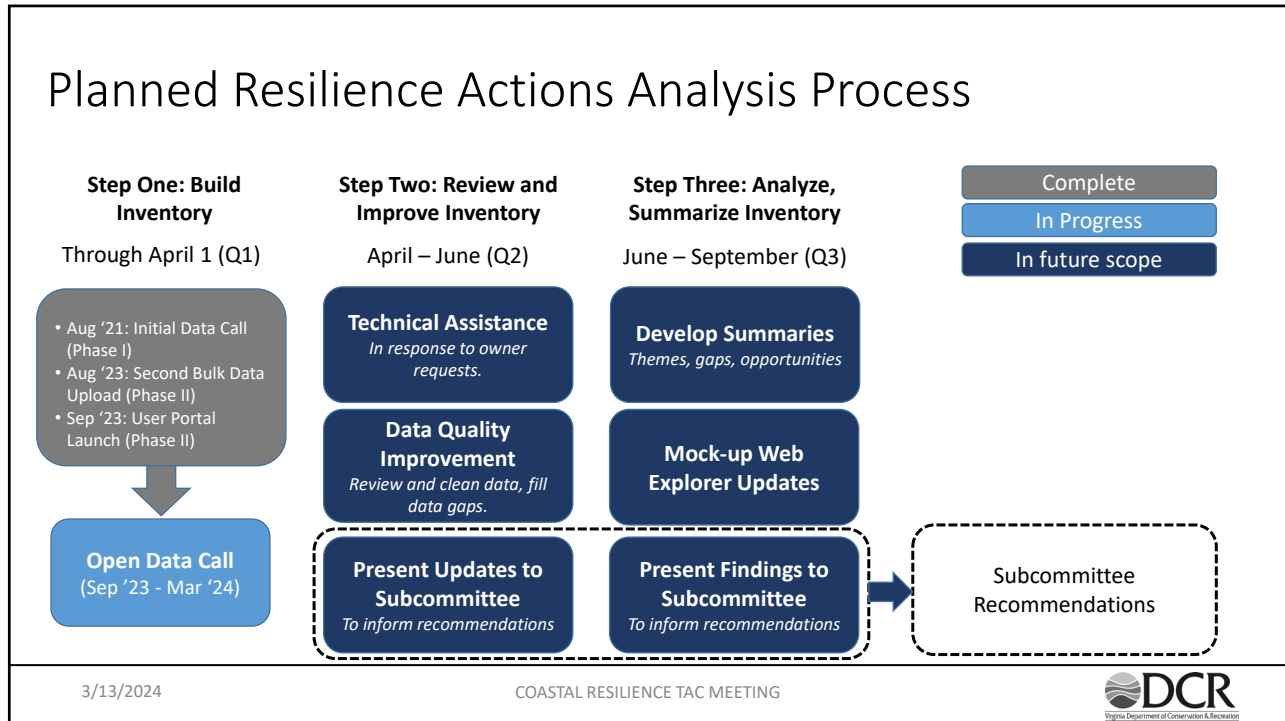 Planned Resilience Actions Analysis Process
Step One: Build
Inventory
Through April 1 (Q1)
• Aug ‘21: Initial Data Call
(Phase I)
• Aug ‘23: Second Bulk Data
Upload (Phase II)
• Sep ‘23: User Portal
Launch (Phase II)
Open Data Call
(Sep ’23 - Mar ‘24)
Step Two: Review and
Improve Inventory
April – June (Q2)
Technical Assistance
In response to owner
requests.
Data Quality
Improvement
Review and clean data, fill
data gaps.
Present Updates to
Subcommittee
To inform recommendations
Step Three: Analyze,
Summarize Inventory
June – September (Q3)
Develop Summaries
Themes, gaps, opportunities
Mock-up Web
Explorer Updates
Present Findings to
Subcommittee
To inform recommendations
Complete
In Progress
In future scope
Subcommittee
Recommendations
3/13/2024
COASTAL RESILIENCE TAC MEETING
DCR
Virginia Department of Conservation & Recreation